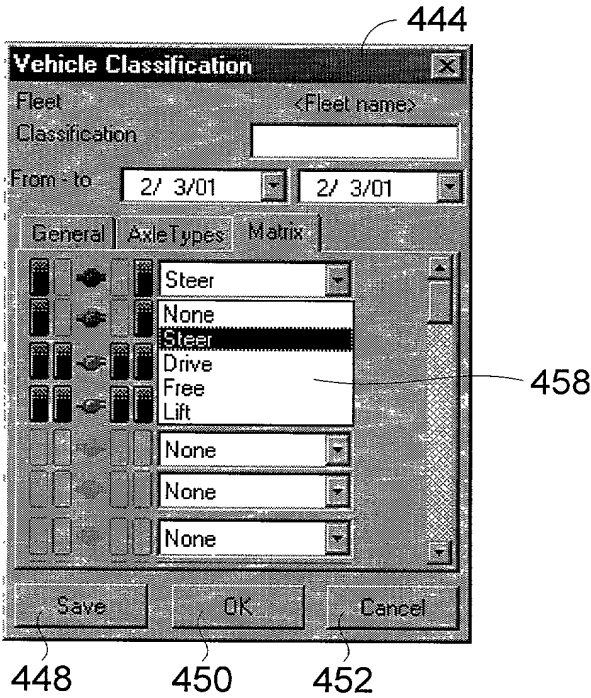 444
Vehicle Classification
Fleet <Fleet name>
Classification
From - to 2/ 3/01 2/ 3/01
General AxleTypes Matrix
Steer
None
Steer
Drive
Free
Lift
458
None
None
None
Save OK Cancel
448 450 452